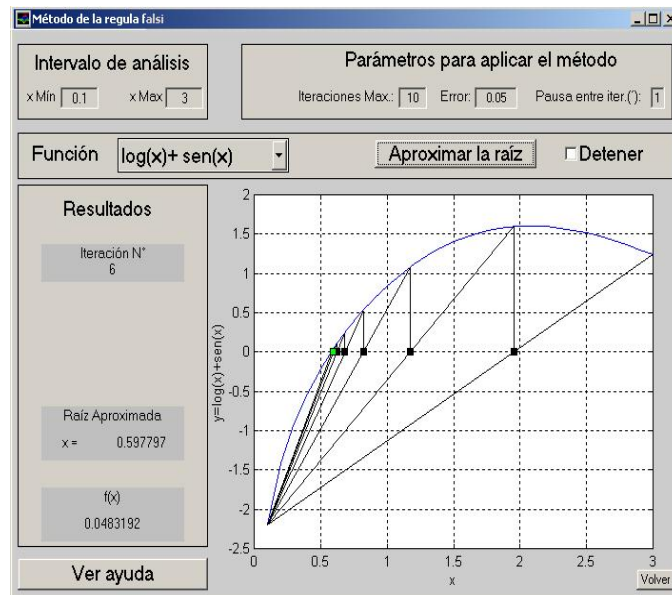 Método de la regula falsi
Intervalo de análisis
x Mín 0.1 x Max 3
Parámetros para aplicar el método
Iteraciones Max.: 10 Error: 0.05 Pausa entre iter.('): 1
Función log(x)+ sen(x) Aproximar la raíz Detener
Resultados
Iteración N°
6
Raíz Aproximada
x = 0.597797
f(x)
0.0483192
Ver ayuda
y=log(x)+sen(x)
2
1.5
1
0.5
0
-0.5
-1
-1.5
-2
-2.5
0 0.5 1 1.5 2 2.5 3
x
Volver